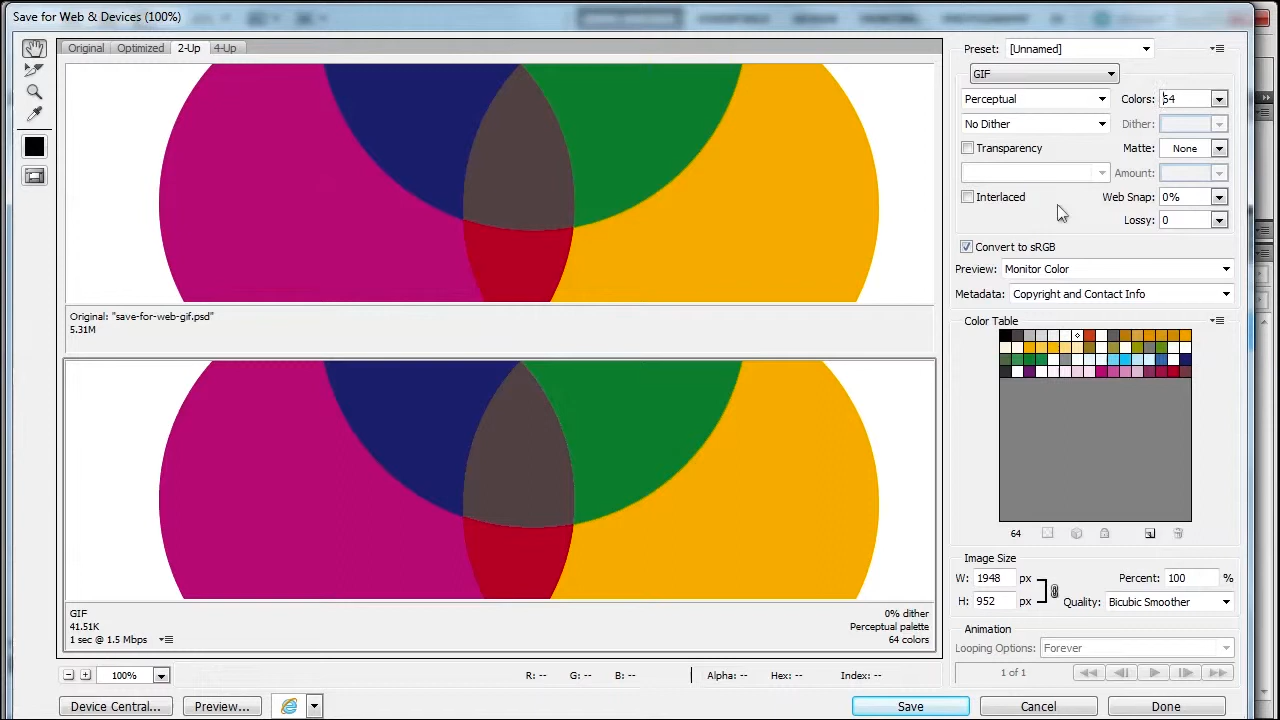 Save for Web & Devices (100%)
Original Optimized 2-Up 4-Up
Preset: [Unnamed]
GIF
Perceptual Colors: 64
No Dither Dither:
Transparency Matte: None
Amount:
Interlaced Web Snap: 0%
Lossy: 0
Convert to sRGB
Preview: Monitor Color
Metadata: Copyright and Contact Info
Original: "save-for-web-gif.psd"
5.31M
Color Table
64
Image Size
W: 1948 px Percent: 100 %
H: 952 px Quality: Bicubic Smoother
GIF 0% dither
41.51K Perceptual palette
1 sec @ 1.5 Mbps 64 colors
Animation
Looping Options: Forever
1 of 1
100% R: -- G: -- B: -- Alpha: -- Hex: -- Index: --
Device Central... Preview... Save Cancel Done